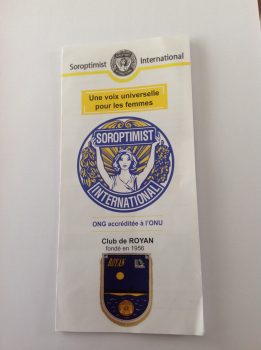 Soroptimist International
Une voix universelle
pour les femmes
SOROPTIMIST
INTERNATIONAL
ONG accréditée à l'ONU
Club de ROYAN
fondé en 1956
ROYAN